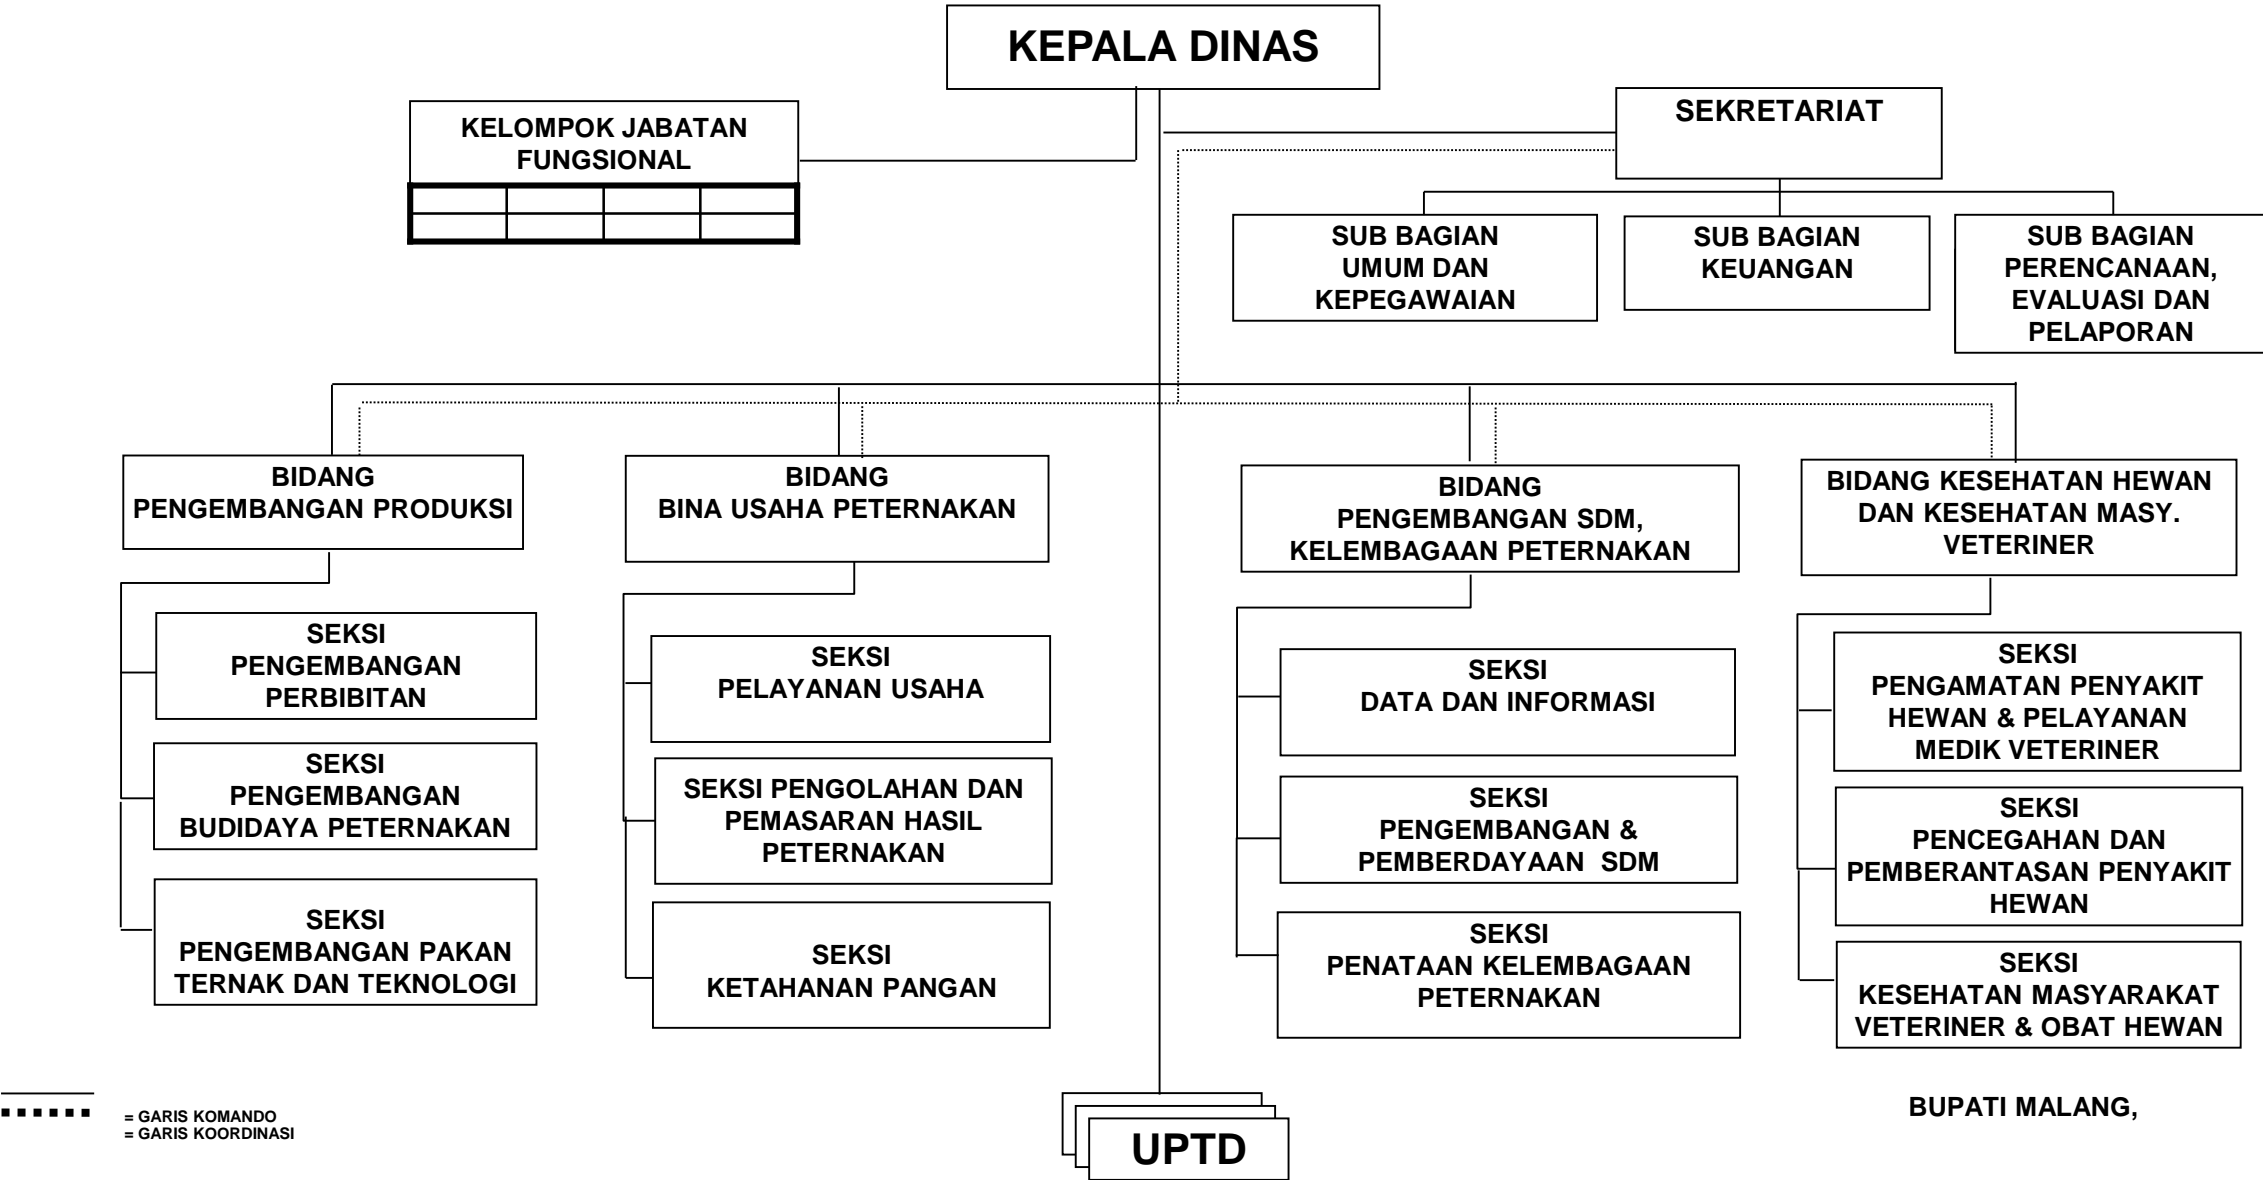 KEPALA DINAS
KELOMPOK JABATAN
FUNGSIONAL
SEKRETARIAT
SUB BAGIAN
UMUM DAN
KEPEGAWAIAN
SUB BAGIAN
KEUANGAN
SUB BAGIAN
PERENCANAAN,
EVALUASI DAN
PELAPORAN
BIDANG
PENGEMBANGAN PRODUKSI
BIDANG
BINA USAHA PETERNAKAN
BIDANG
PENGEMBANGAN SDM,
KELEMBAGAAN PETERNAKAN
BIDANG KESEHATAN HEWAN
DAN KESEHATAN MASY.
VETERINER
SEKSI
PENGEMBANGAN
PERBIBITAN
SEKSI
PENGEMBANGAN
BUDIDAYA PETERNAKAN
SEKSI
PENGEMBANGAN PAKAN
TERNAK DAN TEKNOLOGI
SEKSI
PELAYANAN USAHA
SEKSI PENGOLAHAN DAN
PEMASARAN HASIL
PETERNAKAN
SEKSI
KETAHANAN PANGAN
SEKSI
DATA DAN INFORMASI
SEKSI
PENGEMBANGAN &
PEMBERDAYAAN  SDM
SEKSI
PENATAAN KELEMBAGAAN
PETERNAKAN
SEKSI
PENGAMATAN PENYAKIT
HEWAN & PELAYANAN
MEDIK VETERINER
SEKSI
PENCEGAHAN DAN
PEMBERANTASAN PENYAKIT
HEWAN
SEKSI
KESEHATAN MASYARAKAT
VETERINER & OBAT HEWAN
= GARIS KOMANDO
= GARIS KOORDINASI
UPTD
BUPATI MALANG,